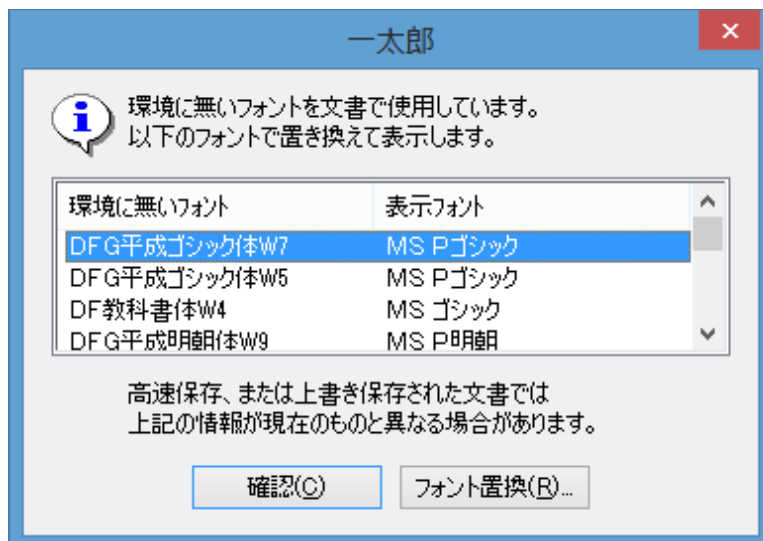 一太郎
環境に無いフォントを文書で使用しています。
以下のフォントで置き換えて表示します。
環境に無いフォント 表示フォント
DFG平成ゴシック体W7 MS Pゴシック
DFG平成ゴシック体W5 MS Pゴシック
DF教科書体W4 MS ゴシック
DFG平成明朝体W9 MS P明朝
高速保存、または上書き保存された文書では
上記の情報が現在のものと異なる場合があります。
確認(C) フォント置換(R)...